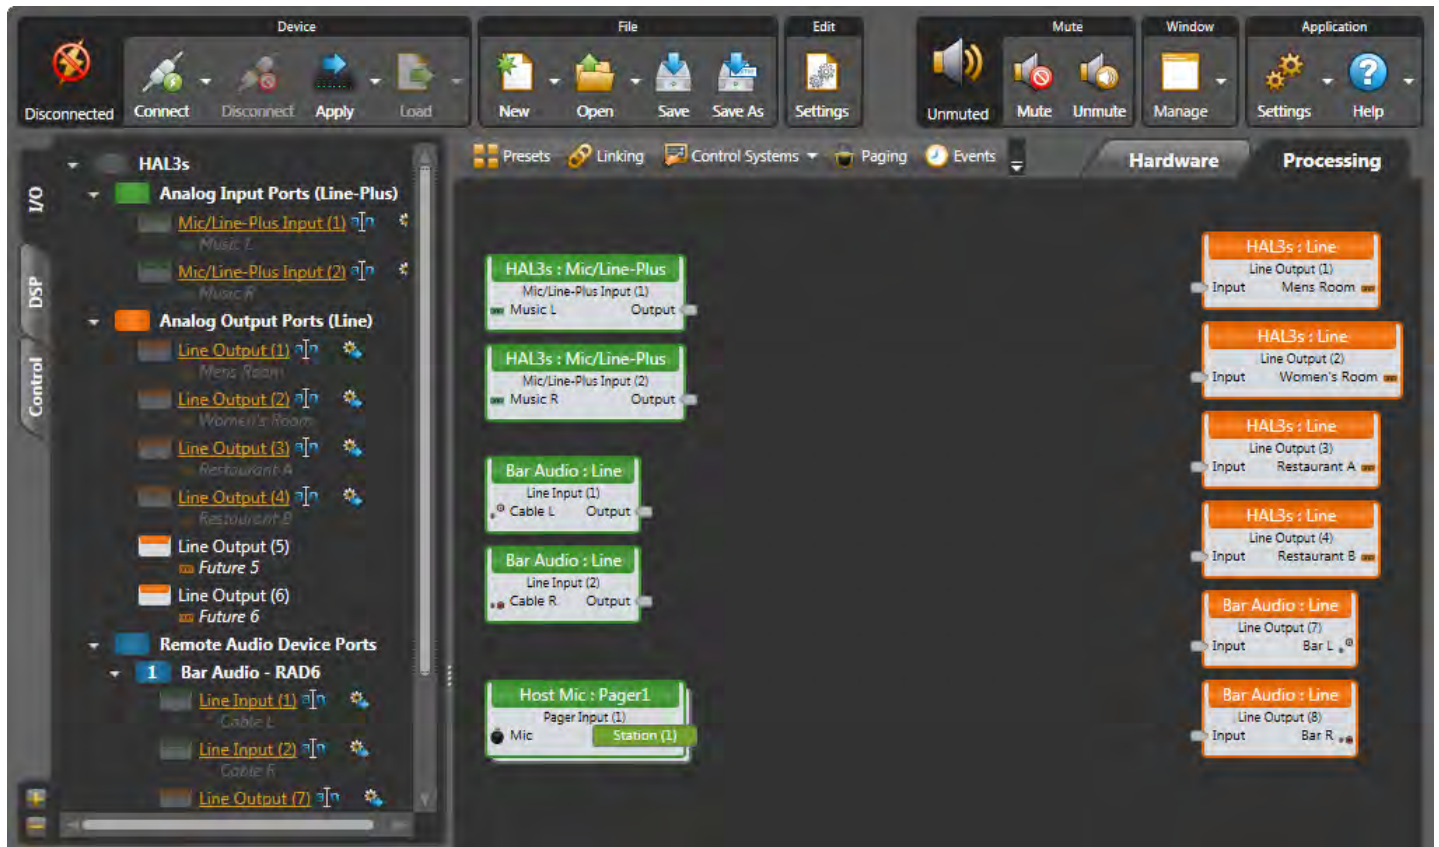 Device
File
Edit
Mute
Window
Application
Disconnected
Connect
Disconnect
Apply
Load
New
Open
Save
Save As
Settings
Unmuted
Mute
Unmute
Manage
Settings
Help
I/O
DSP
Control
HAL3s
Analog Input Ports (Line-Plus)
Mic/Line-Plus Input (1)
Music L
Mic/Line-Plus Input (2)
Music R
Analog Output Ports (Line)
Line Output (1)
Mens Room
Line Output (2)
Women's Room
Line Output (3)
Restaurant A
Line Output (4)
Restaurant B
Line Output (5)
Future 5
Line Output (6)
Future 6
Remote Audio Device Ports
1 Bar Audio - RAD6
Line Input (1)
Cable L
Line Input (2)
Cable R
Line Output (7)
Presets
Linking
Control Systems
Paging
Events
Hardware
Processing
HAL3s : Mic/Line-Plus
Mic/Line-Plus Input (1)
Music L Output
HAL3s : Mic/Line-Plus
Mic/Line-Plus Input (2)
Music R Output
Bar Audio : Line
Line Input (1)
Cable L Output
Bar Audio : Line
Line Input (2)
Cable R Output
Host Mic : Pager1
Pager Input (1)
Mic Station (1)
HAL3s : Line
Line Output (1)
Input Mens Room
HAL3s : Line
Line Output (2)
Input Women's Room
HAL3s : Line
Line Output (3)
Input Restaurant A
HAL3s : Line
Line Output (4)
Input Restaurant B
Bar Audio : Line
Line Output (7)
Input Bar L
Bar Audio : Line
Line Output (8)
Input Bar R